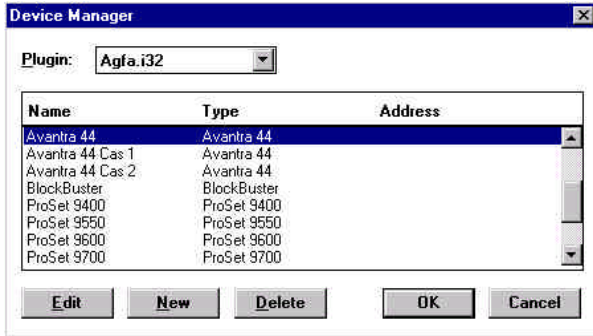 Device Manager
Plugin: Agfa.i32
Name Type Address
Avantra 44 Avantra 44
Avantra 44 Cas 1 Avantra 44
Avantra 44 Cas 2 Avantra 44
BlockBuster BlockBuster
ProSet 9400 ProSet 9400
ProSet 9550 ProSet 9550
ProSet 9600 ProSet 9600
ProSet 9700 ProSet 9700
Edit New Delete OK Cancel